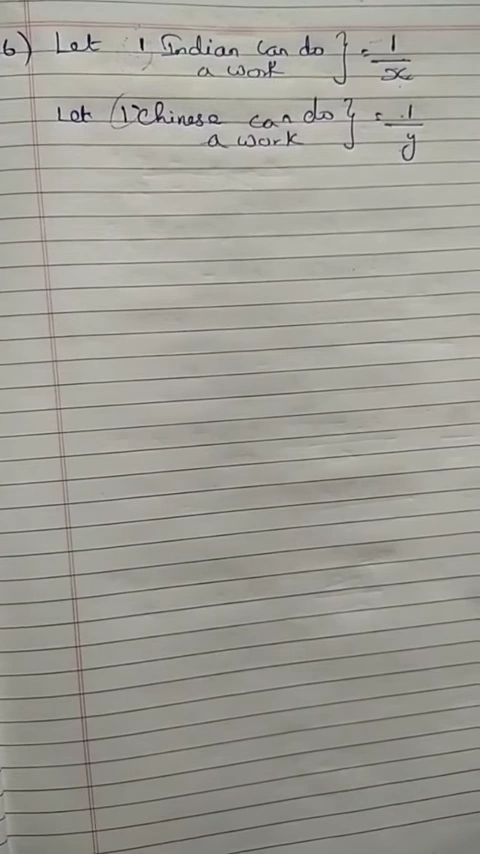 6) Let 1 Indian can do } = 1/x
a work
Let (1) chinese can do } = 1/y
a work